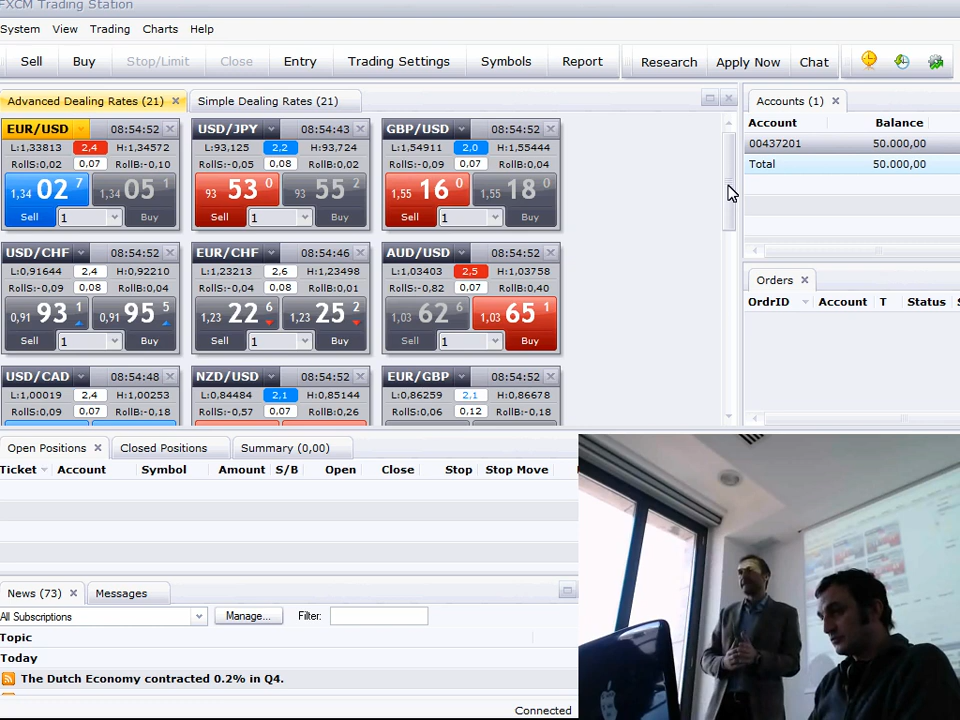 FXCM Trading Station
System View Trading Charts Help
Sell Buy Stop/Limit Close Entry Trading Settings Symbols Report Research Apply Now Chat
Advanced Dealing Rates (21) Simple Dealing Rates (21)
EUR/USD 08:54:52
L:1,33813 2,4 H:1,34572
RollS:0,02 0,07 RollB:-0,10
1,34 02 7 1,34 05 1
Sell 1 Buy
USD/JPY 08:54:43
L:93,125 2,2 H:93,724
RollS:-0,05 0,08 RollB:0,02
93 53 0 93 55 2
Sell 1 Buy
GBP/USD 08:54:52
L:1,54911 2,0 H:1,55444
RollS:-0,09 0,07 RollB:0,04
1,55 16 0 1,55 18 0
Sell 1 Buy
USD/CHF 08:54:52
L:0,91644 2,4 H:0,92210
RollS:-0,09 0,08 RollB:0,04
0,91 93 1 0,91 95 5
Sell 1 Buy
EUR/CHF 08:54:46
L:1,23213 2,6 H:1,23498
RollS:-0,04 0,08 RollB:0,01
1,23 22 6 1,23 25 2
Sell 1 Buy
AUD/USD 08:54:52
L:1,03403 2,5 H:1,03758
RollS:-0,82 0,07 RollB:0,40
1,03 62 6 1,03 65 1
Sell 1 Buy
USD/CAD 08:54:48
L:1,00019 2,4 H:1,00253
RollS:0,09 0,07 RollB:-0,18
NZD/USD 08:54:52
L:0,84484 2,1 H:0,85144
RollS:-0,57 0,07 RollB:0,26
EUR/GBP 08:54:52
L:0,86259 2,1 H:0,86678
RollS:0,06 0,12 RollB:-0,18
Accounts (1)
Account Balance
00437201 50.000,00
Total 50.000,00
Orders
OrdrID Account T Status S
Open Positions Closed Positions Summary (0,00)
Ticket Account Symbol Amount S/B Open Close Stop Stop Move
News (73) Messages
All Subscriptions Manage... Filter:
Topic
Today
The Dutch Economy contracted 0.2% in Q4.
Connected